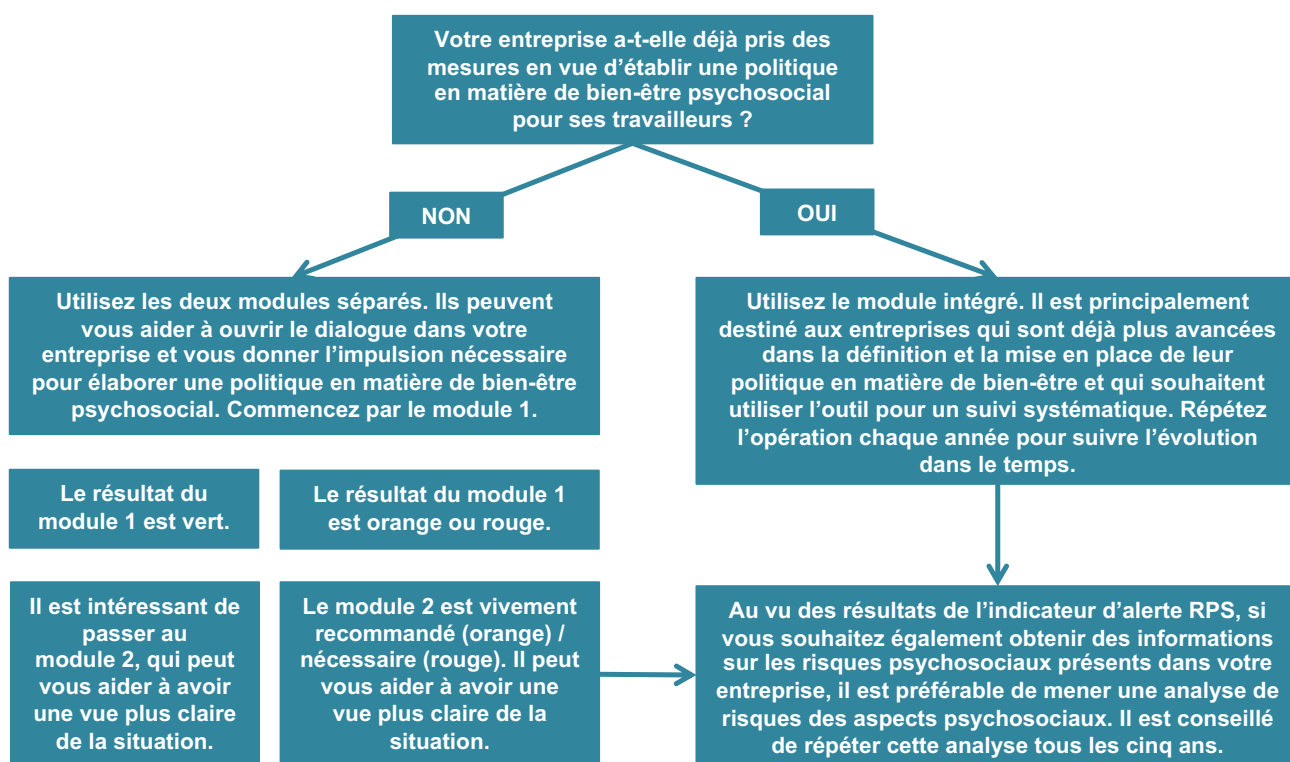 Votre entreprise a-t-elle déjà pris des
mesures en vue d’établir une politique
en matière de bien-être psychosocial
pour ses travailleurs ?
NON
OUI
Utilisez les deux modules séparés. Ils peuvent
vous aider à ouvrir le dialogue dans votre
entreprise et vous donner l’impulsion nécessaire
pour élaborer une politique en matière de bien-être
psychosocial. Commencez par le module 1.
Utilisez le module intégré. Il est principalement
destiné aux entreprises qui sont déjà plus avancées
dans la définition et la mise en place de leur
politique en matière de bien-être et qui souhaitent
utiliser l’outil pour un suivi systématique. Répétez
l’opération chaque année pour suivre l’évolution
dans le temps.
Le résultat du
module 1 est vert.
Le résultat du module 1
est orange ou rouge.
Il est intéressant de
passer au
module 2, qui peut
vous aider à avoir
une vue plus claire
de la situation.
Le module 2 est vivement
recommandé (orange) /
nécessaire (rouge). Il peut
vous aider à avoir une
vue plus claire de la
situation.
Au vu des résultats de l’indicateur d’alerte RPS, si
vous souhaitez également obtenir des informations
sur les risques psychosociaux présents dans votre
entreprise, il est préférable de mener une analyse de
risques des aspects psychosociaux. Il est conseillé
de répéter cette analyse tous les cinq ans.